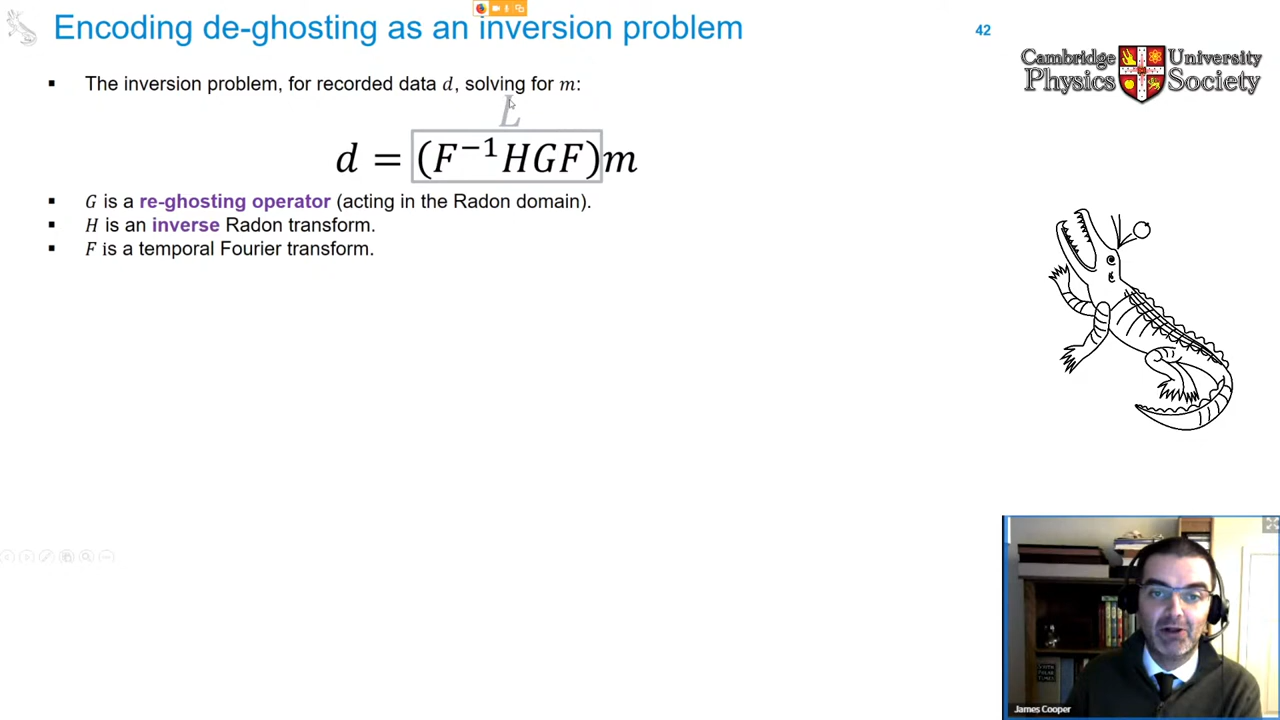 Encoding de-ghosting as an inversion problem
42
Cambridge University
Physics Society
▪ The inversion problem, for recorded data d, solving for m:
L
d = (F⁻¹HGF)m
▪ G is a re-ghosting operator (acting in the Radon domain).
▪ H is an inverse Radon transform.
▪ F is a temporal Fourier transform.
James Cooper